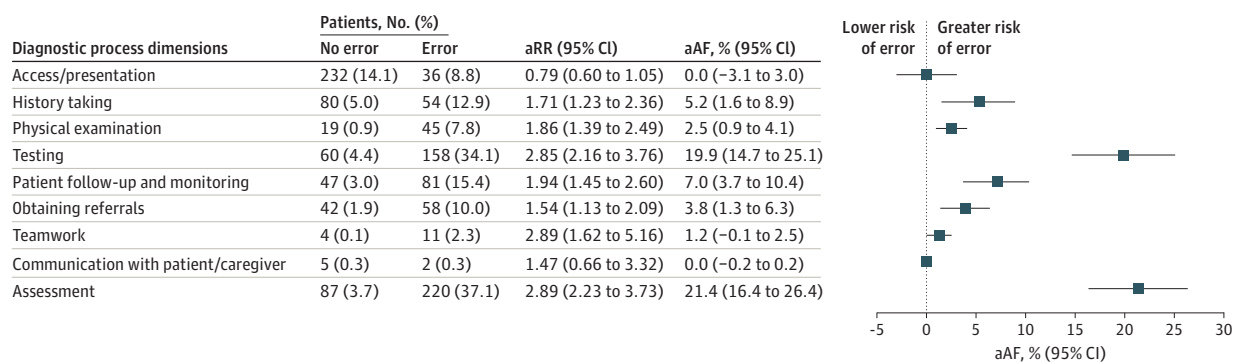 Patients, No. (%)
Diagnostic process dimensions No error Error aRR (95% CI) aAF, % (95% CI)
Access/presentation 232 (14.1) 36 (8.8) 0.79 (0.60 to 1.05) 0.0 (−3.1 to 3.0)
History taking 80 (5.0) 54 (12.9) 1.71 (1.23 to 2.36) 5.2 (1.6 to 8.9)
Physical examination 19 (0.9) 45 (7.8) 1.86 (1.39 to 2.49) 2.5 (0.9 to 4.1)
Testing 60 (4.4) 158 (34.1) 2.85 (2.16 to 3.76) 19.9 (14.7 to 25.1)
Patient follow-up and monitoring 47 (3.0) 81 (15.4) 1.94 (1.45 to 2.60) 7.0 (3.7 to 10.4)
Obtaining referrals 42 (1.9) 58 (10.0) 1.54 (1.13 to 2.09) 3.8 (1.3 to 6.3)
Teamwork 4 (0.1) 11 (2.3) 2.89 (1.62 to 5.16) 1.2 (−0.1 to 2.5)
Communication with patient/caregiver 5 (0.3) 2 (0.3) 1.47 (0.66 to 3.32) 0.0 (−0.2 to 0.2)
Assessment 87 (3.7) 220 (37.1) 2.89 (2.23 to 3.73) 21.4 (16.4 to 26.4)
Lower risk Greater risk
of error of error
-5 0 5 10 15 20 25 30
aAF, % (95% CI)